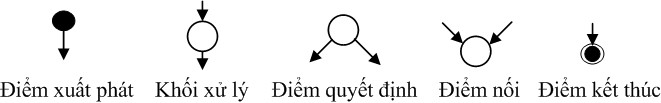 Điểm xuất phát Khối xử lý Điểm quyết định Điểm nối Điểm kết thúc